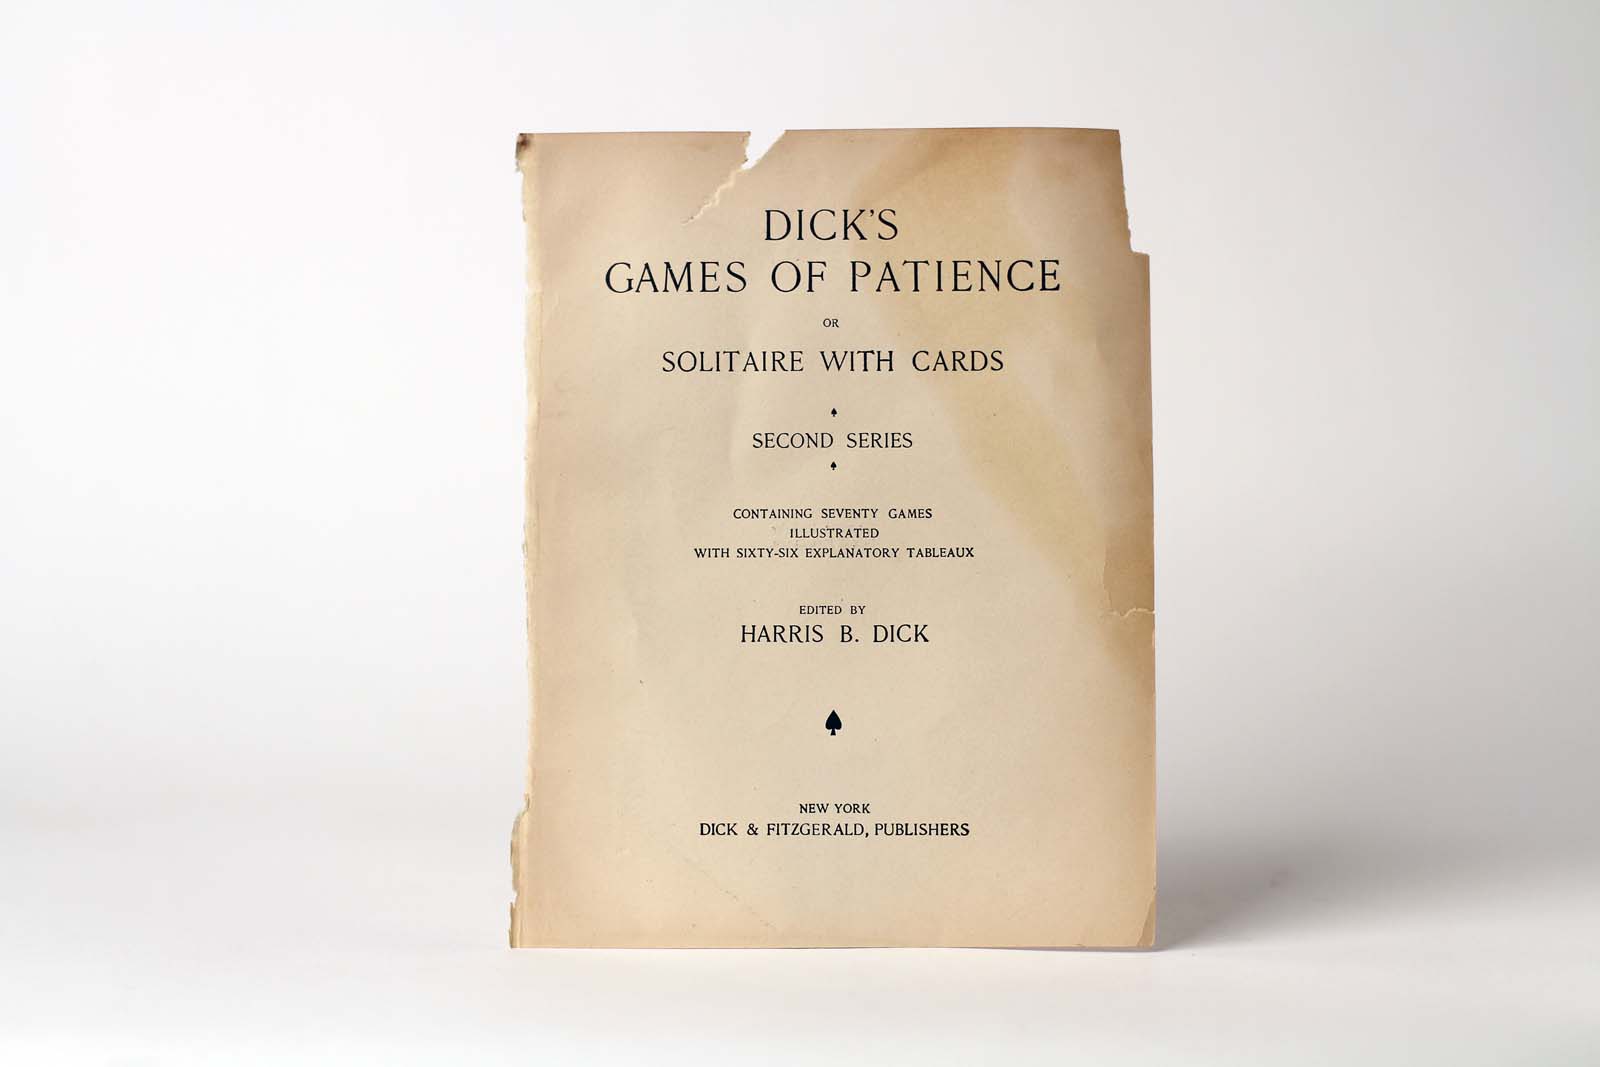 DICK'S
GAMES OF PATIENCE
OR
SOLITAIRE WITH CARDS
SECOND SERIES
CONTAINING SEVENTY GAMES
ILLUSTRATED
WITH SIXTY-SIX EXPLANATORY TABLEAUX
EDITED BY
HARRIS B. DICK
NEW YORK
DICK & FITZGERALD, PUBLISHERS